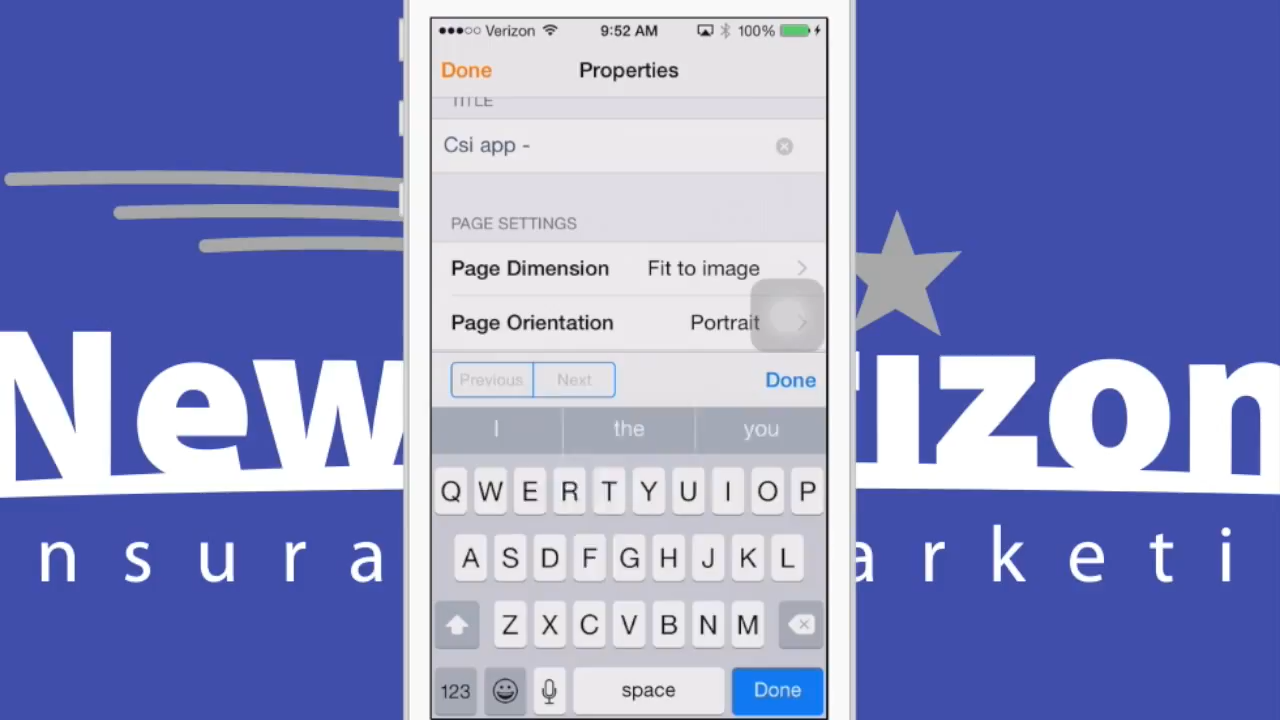 Verizon 9:52 AM 100%
Done Properties
TITLE
Csi app -
PAGE SETTINGS
Page Dimension Fit to image
Page Orientation Portrait
Previous Next Done
I the you
Q W E R T Y U I O P
A S D F G H J K L
Z X C V B N M
123 space Done
New rizon
nsura arketi